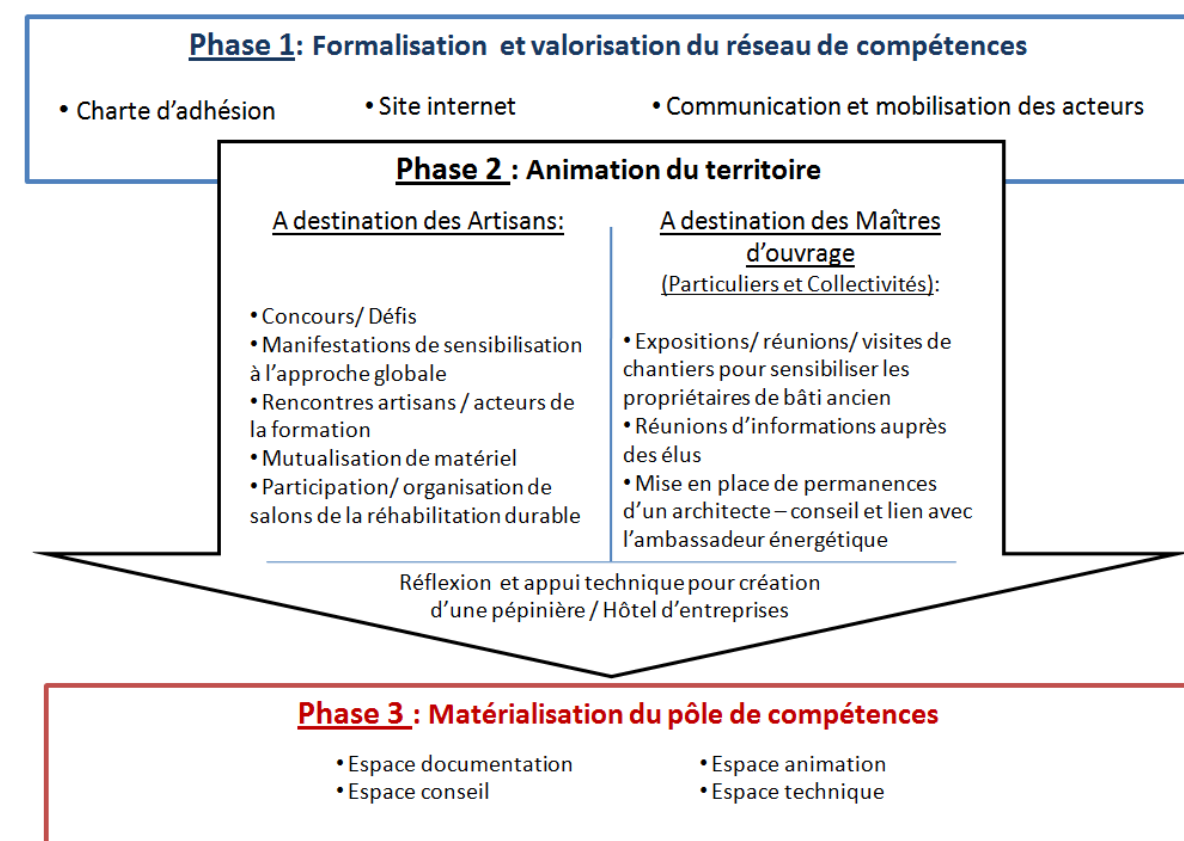 Phase 1: Formalisation et valorisation du réseau de compétences
• Charte d’adhésion
• Site internet
• Communication et mobilisation des acteurs
Phase 2 : Animation du territoire
A destination des Artisans:
• Concours/ Défis
• Manifestations de sensibilisation
à l’approche globale
• Rencontres artisans / acteurs de
la formation
• Mutualisation de matériel
• Participation/ organisation de
salons de la réhabilitation durable
A destination des Maîtres
d’ouvrage
(Particuliers et Collectivités):
• Expositions/ réunions/ visites de
chantiers pour sensibiliser les
propriétaires de bâti ancien
• Réunions d’informations auprès
des élus
• Mise en place de permanences
d’un architecte – conseil et lien avec
l’ambassadeur énergétique
Réflexion et appui technique pour création
d’une pépinière / Hôtel d’entreprises
Phase 3 : Matérialisation du pôle de compétences
• Espace documentation
• Espace conseil
• Espace animation
• Espace technique